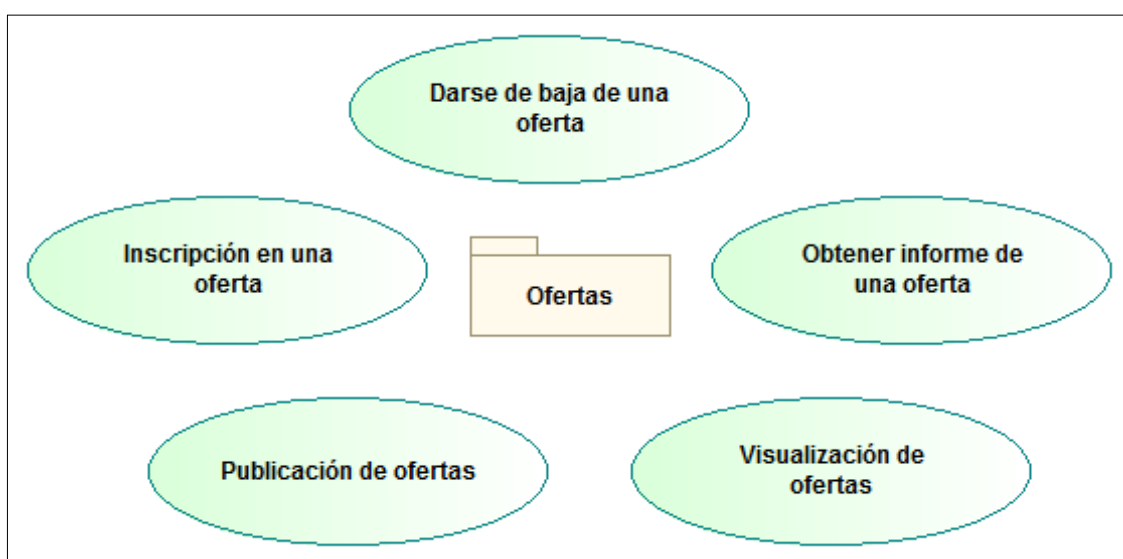 Darse de baja de una
oferta
Inscripción en una
oferta
Ofertas
Obtener informe de
una oferta
Publicación de ofertas
Visualización de
ofertas